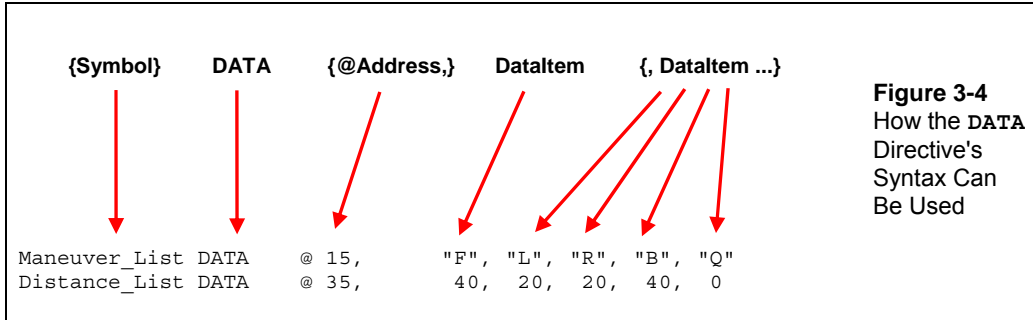 {Symbol} DATA {@Address,} DataItem {, DataItem ...}
Maneuver_List DATA @ 15, "F", "L", "R", "B", "Q"
Distance_List DATA @ 35, 40, 20, 20, 40, 0
Figure 3-4
How the DATA
Directive's
Syntax Can
Be Used